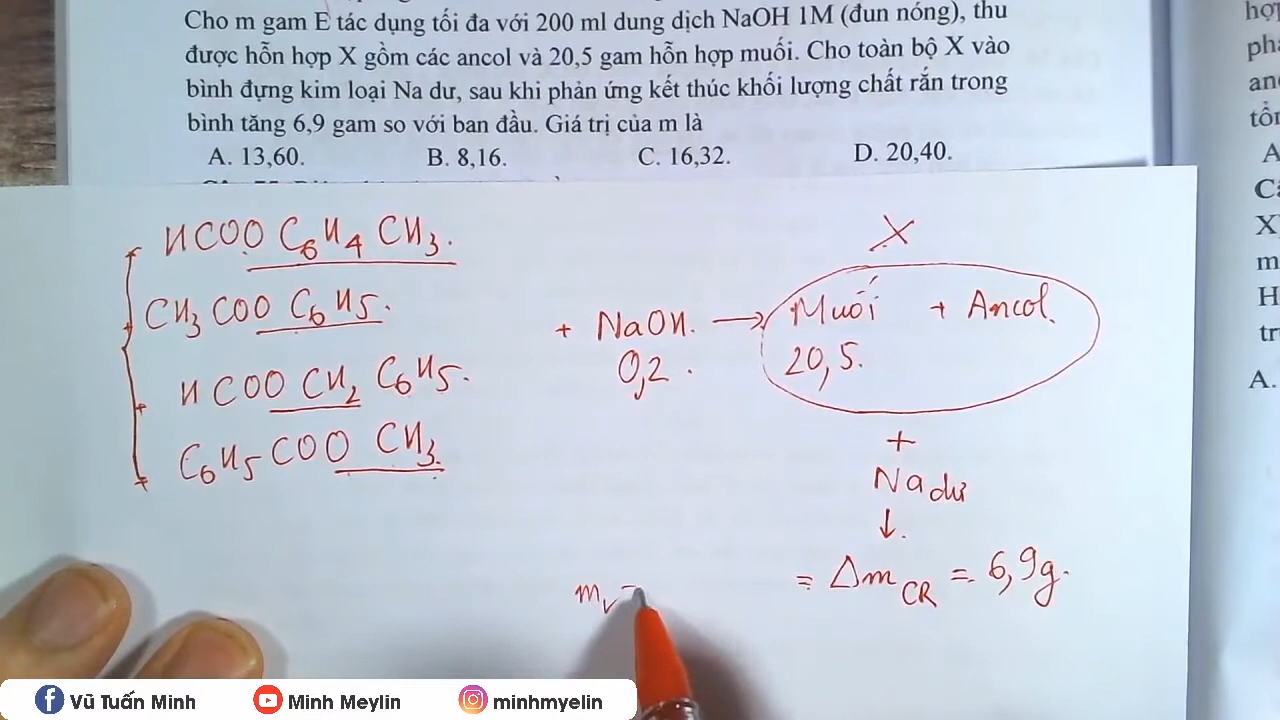 Cho m gam E tác dụng tối đa với 200 ml dung dịch NaOH 1M (đun nóng), thu
được hỗn hợp X gồm các ancol và 20,5 gam hỗn hợp muối. Cho toàn bộ X vào
bình đựng kim loại Na dư, sau khi phản ứng kết thúc khối lượng chất rắn trong
bình tăng 6,9 gam so với ban đầu. Giá trị của m là
A. 13,60. B. 8,16. C. 16,32. D. 20,40.
HCOO C6H4 CH3.
CH3 COO C6H5.
HCOO CH2 C6H5.
C6H5 COO CH3.
+ NaOH. →
0,2.
X
Muối + Ancol.
20,5.
+
Na dư
↓
= Δm CR = 6,9g.
m
hợ
an
A
X
m
H
tr
A.
Vũ Tuấn Minh
Minh Meylin
minhmyelin